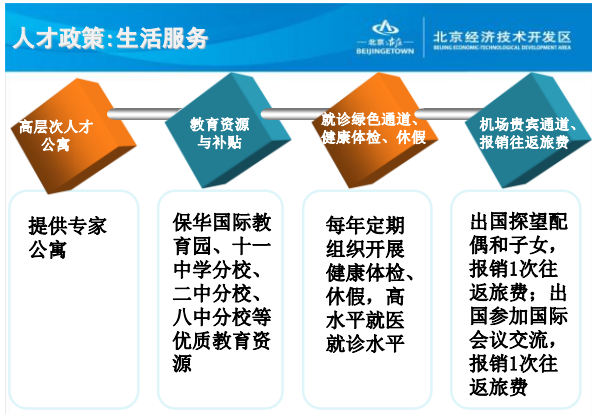 人才政策:生活服务
北京亦庄
BEIJINGETOWN
北京经济技术开发区
BEIJING ECONOMIC-TECHNOLOGICAL DEVELOPMENT AREA
高层次人才
公寓
教育资源
与补贴
就诊绿色通道、
健康体检、休假
机场贵宾通道、
报销往返旅费
提供专家
公寓
保华国际教
育园、十一
中学分校、
二中分校、
八中分校等
优质教育资
源
每年定期
组织开展
健康体检、
休假，高
水平就医
就诊水平
出国探望配
偶和子女，
报销1次往
返旅费；出
国参加国际
会议交流，
报销1次往
返旅费